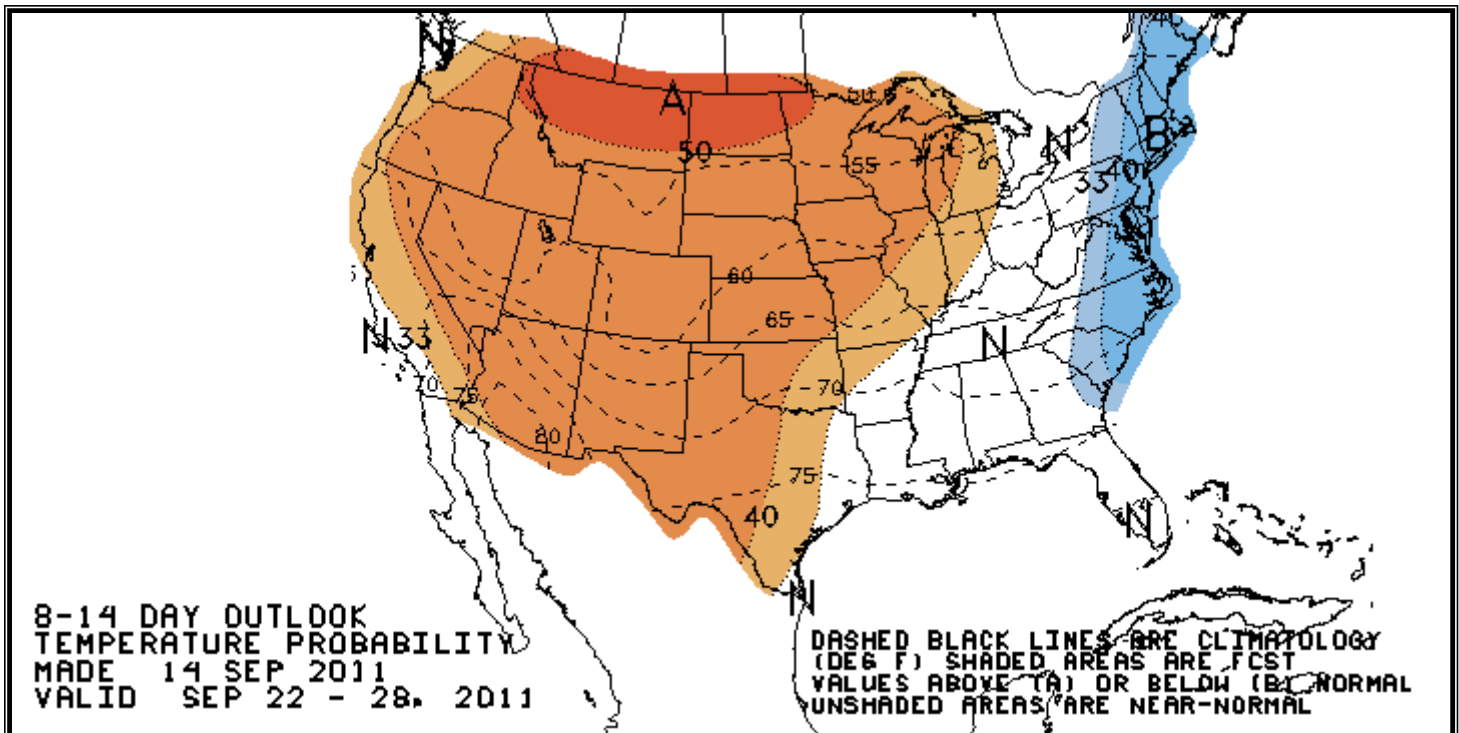 N
A
50
50
55
B
N
33
40
60
65
N
33
N
70
75
70
80
75
40
N
N
8-14 DAY OUTLOOK
TEMPERATURE PROBABILITY
MADE 14 SEP 2011
VALID SEP 22 - 28, 2011
DASHED BLACK LINES ARE CLIMATOLOGY
(DEG F) SHADED AREAS ARE FCST
VALUES ABOVE (A) OR BELOW (B) NORMAL
UNSHADED AREAS ARE NEAR-NORMAL